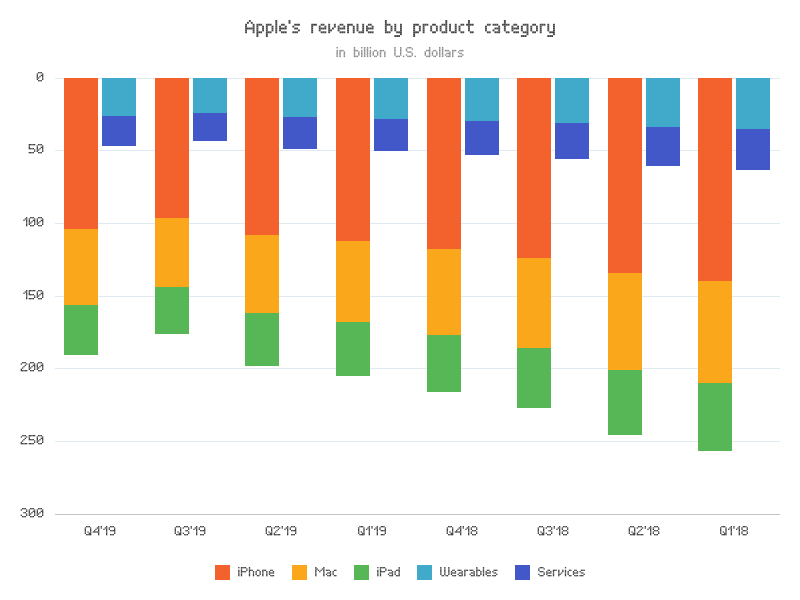 Apple's revenue by product category
in billion U.S. dollars
0
50
100
150
200
250
300
Q4'19 Q3'19 Q2'19 Q1'19 Q4'18 Q3'18 Q2'18 Q1'18
iPhone Mac iPad Wearables Services